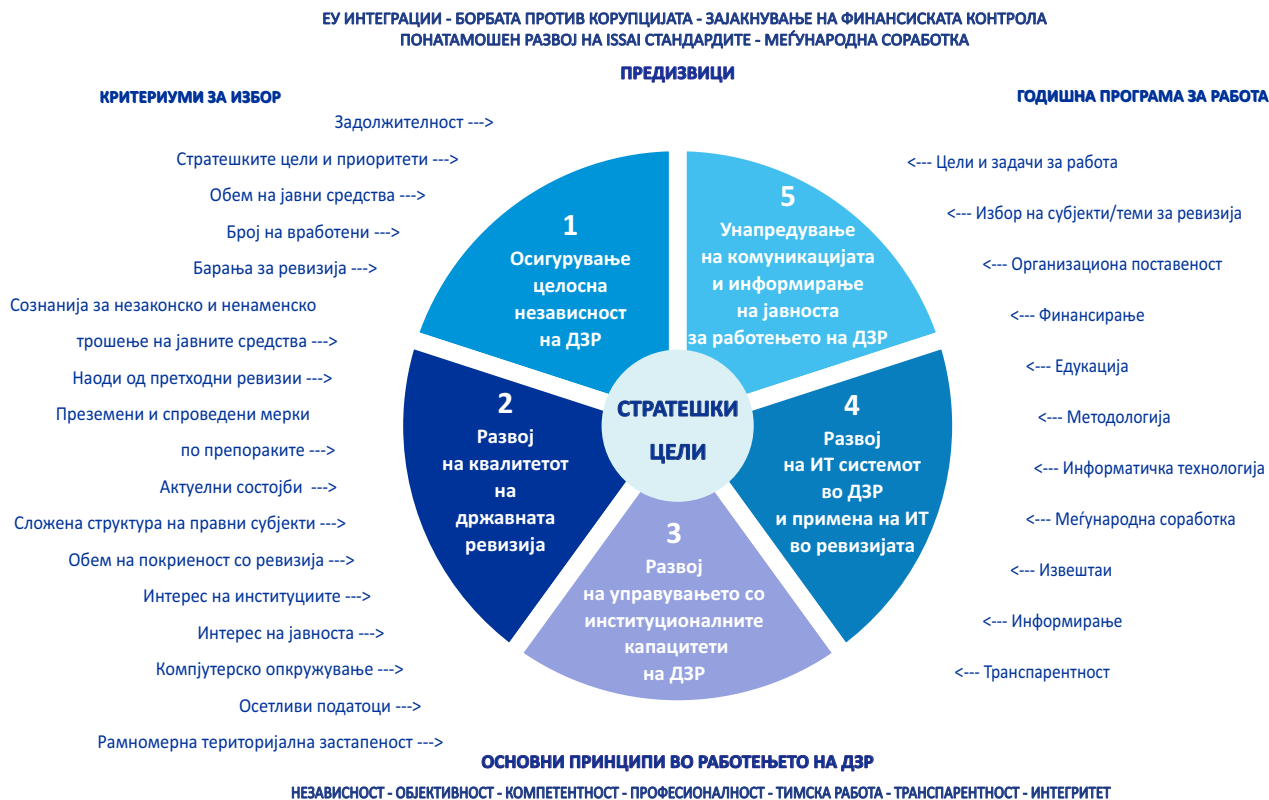 ЕУ ИНТЕГРАЦИИ - БОРБАТА ПРОТИВ КОРУПЦИЈАТА - ЗАЈАКНУВАЊЕ НА ФИНАНСИСКАТА КОНТРОЛА
ПОНАТАМОШЕН РАЗВОЈ НА ISSAI СТАНДАРДИТЕ - МЕЃУНАРОДНА СОРАБОТКА
ПРЕДИЗВИЦИ
КРИТЕРИУМИ ЗА ИЗБОР
Задолжителност --->
Стратешките цели и приоритети --->
Обем на јавни средства --->
Број на вработени --->
Барања за ревизија --->
Сознанија за незаконско и ненаменско
трошење на јавните средства --->
Наоди од претходни ревизии --->
Преземени и спроведени мерки
по препораките --->
Актуелни состојби --->
Сложена структура на правни субјекти --->
Обем на покриеност со ревизија --->
Интерес на институциите --->
Интерес на јавноста --->
Компјутерско опкружување --->
Осетливи податоци --->
Рамномерна територијална застапеност --->
1
Осигурување
целосна
независност
на ДЗР
2
Развој
на квалитетот
на
државната
ревизија
3
Развој
на управувањето со
институционалните
капацитети
на ДЗР
4
Развој
на ИТ системот
во ДЗР
и примена на ИТ
во ревизијата
5
Унапредување
на комуникацијата
и информирање
на јавноста
за работењето на ДЗР
СТРАТЕШКИ
ЦЕЛИ
ГОДИШНА ПРОГРАМА ЗА РАБОТА
<--- Цели и задачи за работа
<--- Избор на субјекти/теми за ревизија
<--- Организациона поставеност
<--- Финансирање
<--- Едукација
<--- Методологија
<--- Информатичка технологија
<--- Меѓународна соработка
<--- Извештаи
<--- Информирање
<--- Транспарентност
ОСНОВНИ ПРИНЦИПИ ВО РАБОТЕЊЕТО НА ДЗР
НЕЗАВИСНОСТ - ОБЈЕКТИВНОСТ - КОМПЕТЕНТНОСТ - ПРОФЕСИОНАЛНОСТ - ТИМСКА РАБОТА - ТРАНСПАРЕНТНОСТ - ИНТЕГРИТЕТ